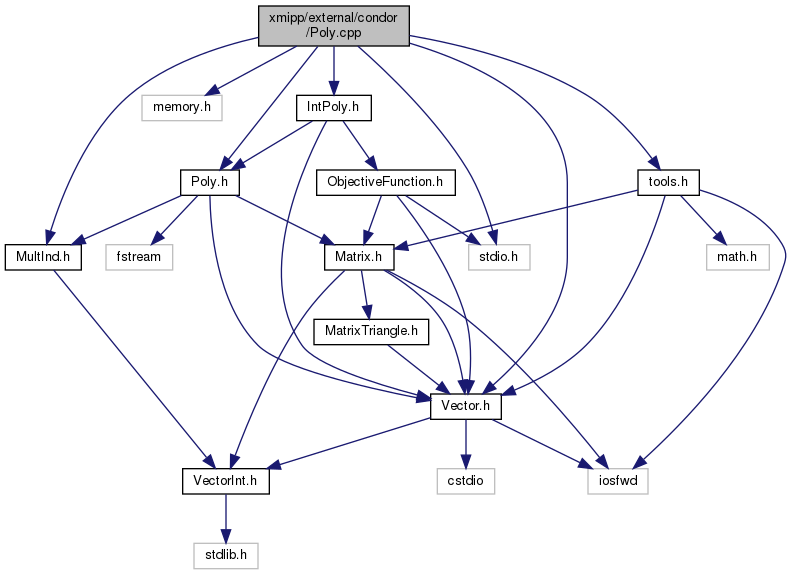 xmipp/external/condor
/Poly.cpp
memory.h
IntPoly.h
Poly.h
ObjectiveFunction.h
tools.h
MultInd.h
fstream
Matrix.h
stdio.h
math.h
MatrixTriangle.h
Vector.h
VectorInt.h
cstdio
iosfwd
stdlib.h